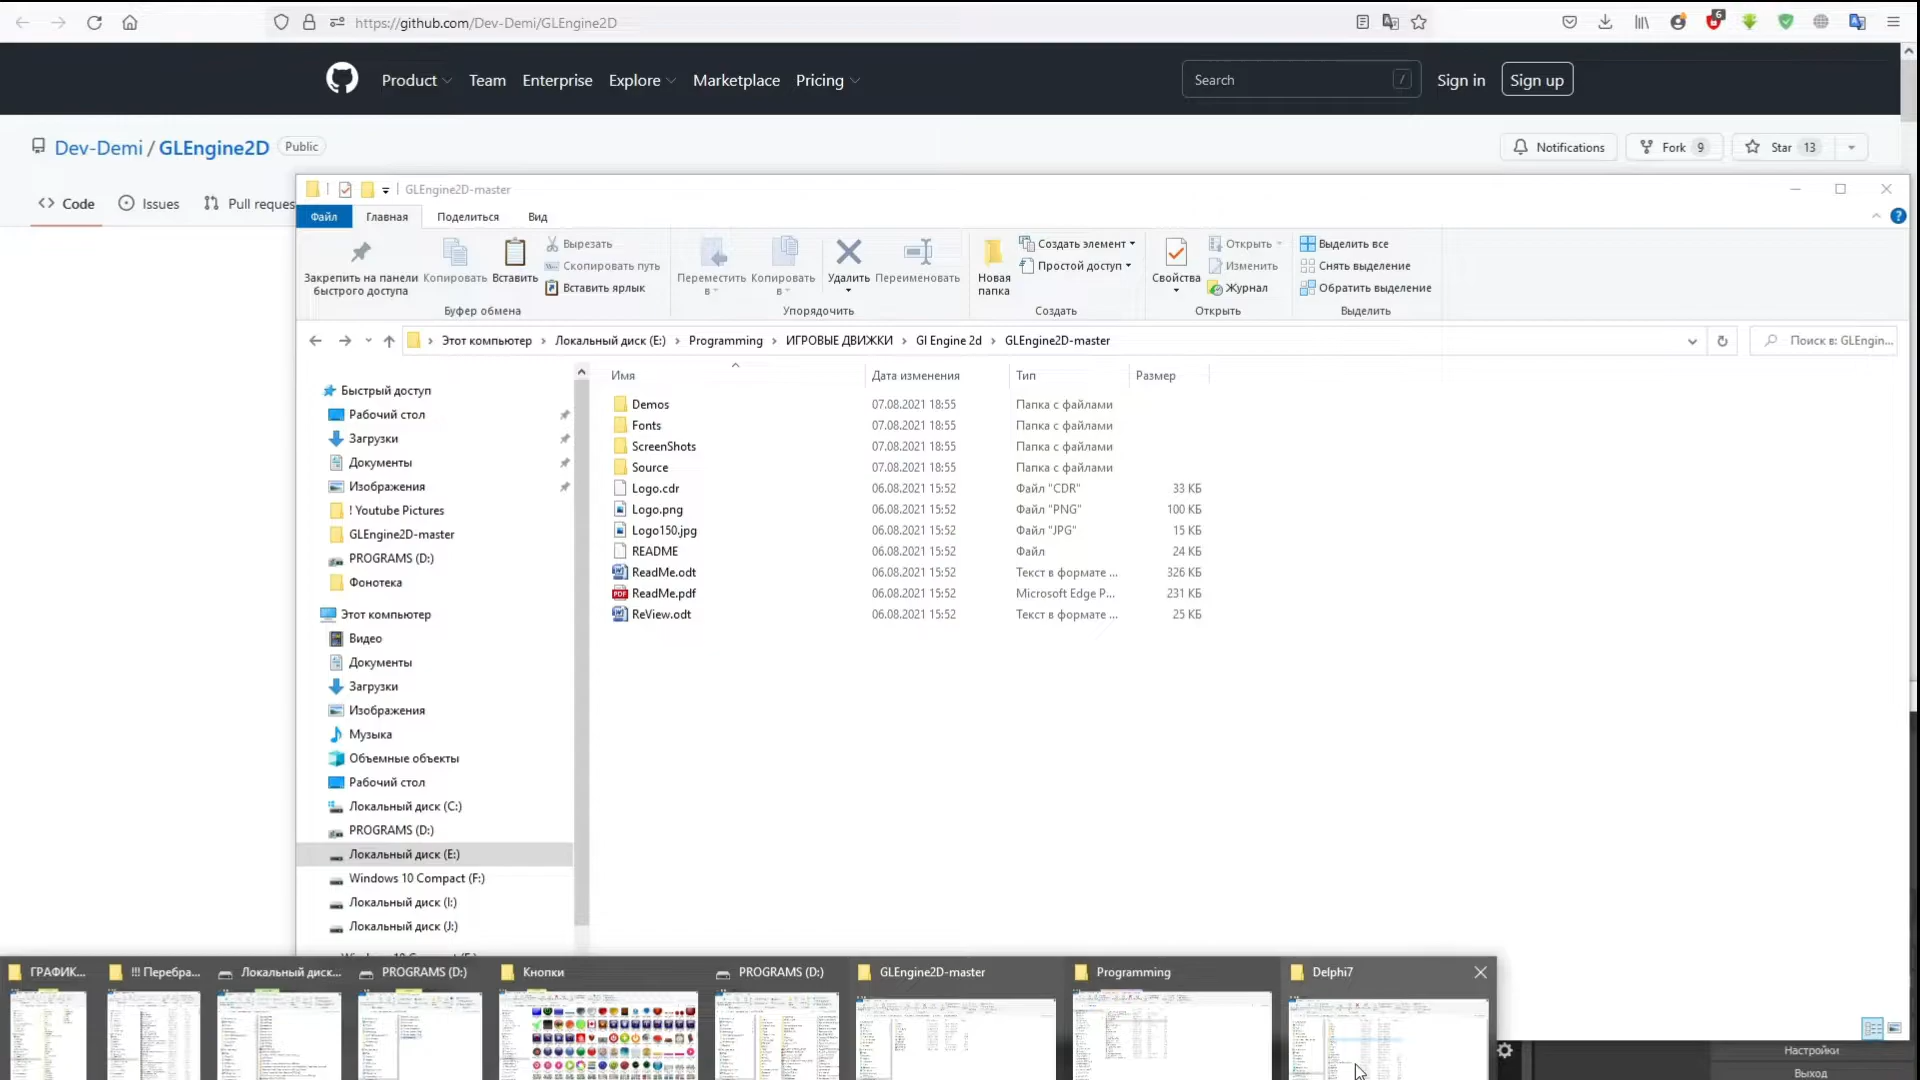 https://github.com/Dev-Demi/GLEngine2D
6
Product Team Enterprise Explore Marketplace Pricing
Search /
Sign in Sign up
Dev-Demi / GLEngine2D Public
Notifications Fork 9 Star 13
Code Issues Pull reques
GLEngine2D-master
Файл Главная Поделиться Вид
Закрепить на панели быстрого доступа
Копировать
Вставить
Вырезать
Скопировать путь
Вставить ярлык
Переместить в
Копировать в
Удалить
Переименовать
Новая папка
Создать элемент
Простой доступ
Свойства
Открыть
Изменить
Журнал
Выделить все
Снять выделение
Обратить выделение
Буфер обмена Упорядочить Создать Открыть Выделить
Этот компьютер Локальный диск (E:) Programming ИГРОВЫЕ ДВИЖКИ Gl Engine 2d GLEngine2D-master
Поиск в: GLEngin...
Быстрый доступ
Рабочий стол
Загрузки
Документы
Изображения
! Youtube Pictures
GLEngine2D-master
PROGRAMS (D:)
Фонотека
Этот компьютер
Видео
Документы
Загрузки
Изображения
Музыка
Объемные объекты
Рабочий стол
Локальный диск (C:)
PROGRAMS (D:)
Локальный диск (E:)
Windows 10 Compact (F:)
Локальный диск (I:)
Локальный диск (J:)
Имя Дата изменения Тип Размер
Demos 07.08.2021 18:55 Папка с файлами
Fonts 07.08.2021 18:55 Папка с файлами
ScreenShots 07.08.2021 18:55 Папка с файлами
Source 07.08.2021 18:55 Папка с файлами
Logo.cdr 06.08.2021 15:52 Файл "CDR" 33 КБ
Logo.png 06.08.2021 15:52 Файл "PNG" 100 КБ
Logo150.jpg 06.08.2021 15:52 Файл "JPG" 15 КБ
README 06.08.2021 15:52 Файл 24 КБ
ReadMe.odt 06.08.2021 15:52 Текст в формате ... 326 КБ
ReadMe.pdf 06.08.2021 15:52 Microsoft Edge P... 231 КБ
ReView.odt 06.08.2021 15:52 Текст в формате ... 25 КБ
ГРАФИК... !!! Перебра... Локальный диск... PROGRAMS (D:) Кнопки PROGRAMS (D:) GLEngine2D-master Programming Delphi7
Настройки
Выход